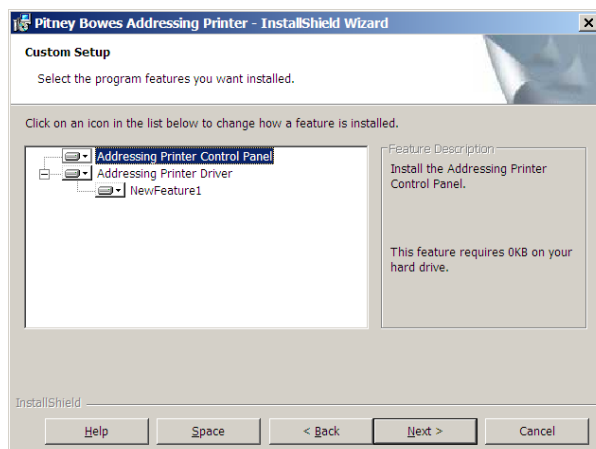 Pitney Bowes Addressing Printer - InstallShield Wizard
Custom Setup
Select the program features you want installed.
Click on an icon in the list below to change how a feature is installed.
Addressing Printer Control Panel
Addressing Printer Driver
NewFeature1
Feature Description
Install the Addressing Printer
Control Panel.
This feature requires 0KB on your
hard drive.
InstallShield
Help
Space
< Back
Next >
Cancel